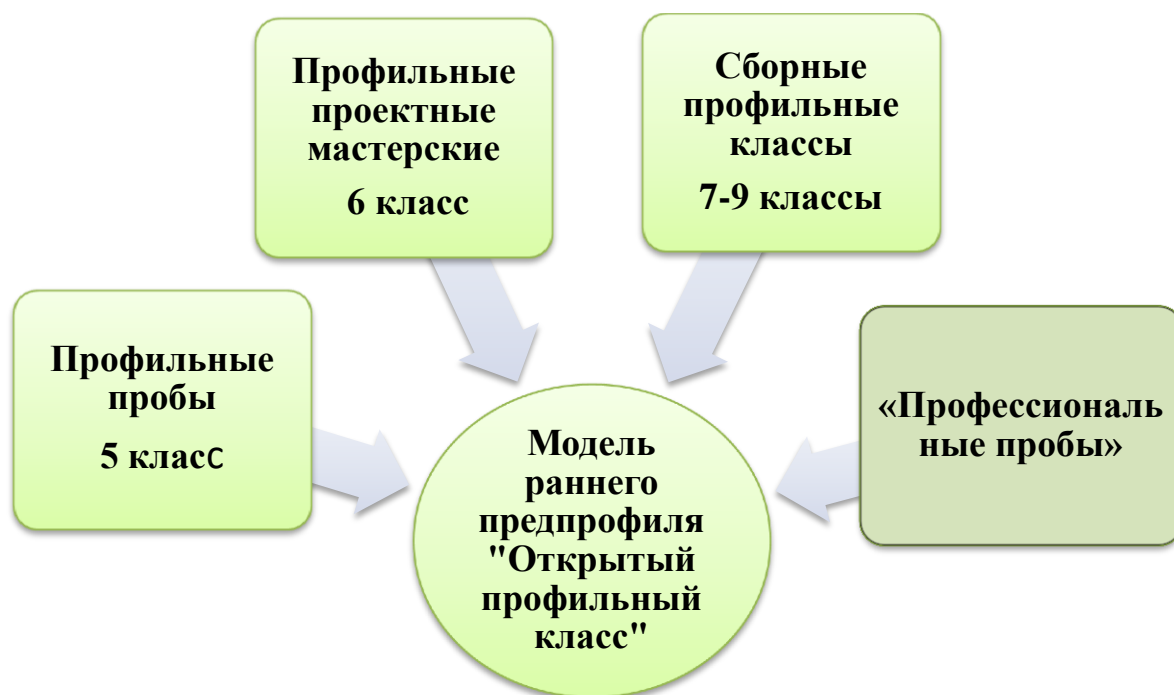 Профильные
пробы
5 класс
Профильные
проектные
мастерские
6 класс
Сборные
профильные
классы
7-9 классы
«Профессиональ
ные пробы»
Модель
раннего
предпрофиля
"Открытый
профильный
класс"